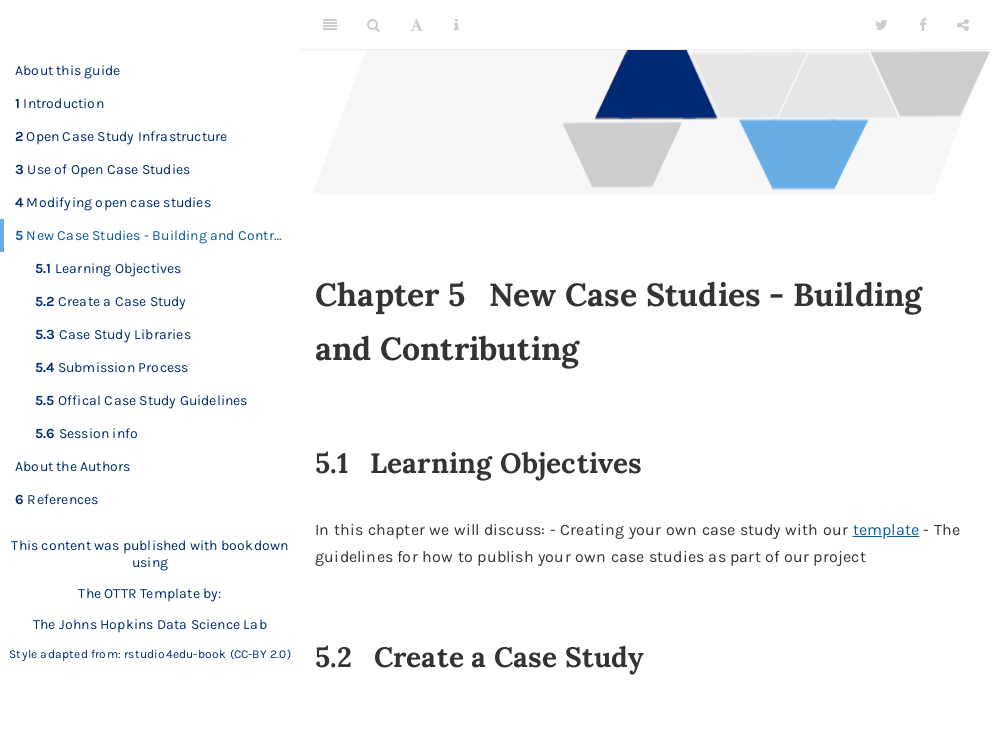 About this guide
1 Introduction
2 Open Case Study Infrastructure
3 Use of Open Case Studies
4 Modifying open case studies
5 New Case Studies - Building and Contr...
5.1 Learning Objectives
5.2 Create a Case Study
5.3 Case Study Libraries
5.4 Submission Process
5.5 Offical Case Study Guidelines
5.6 Session info
About the Authors
6 References
This content was published with bookdown
using
The OTTR Template by:
The Johns Hopkins Data Science Lab
Style adapted from: rstudio4edu-book (CC-BY 2.0)
Chapter 5 New Case Studies - Building
and Contributing
5.1 Learning Objectives
In this chapter we will discuss: - Creating your own case study with our template - The
guidelines for how to publish your own case studies as part of our project
5.2 Create a Case Study